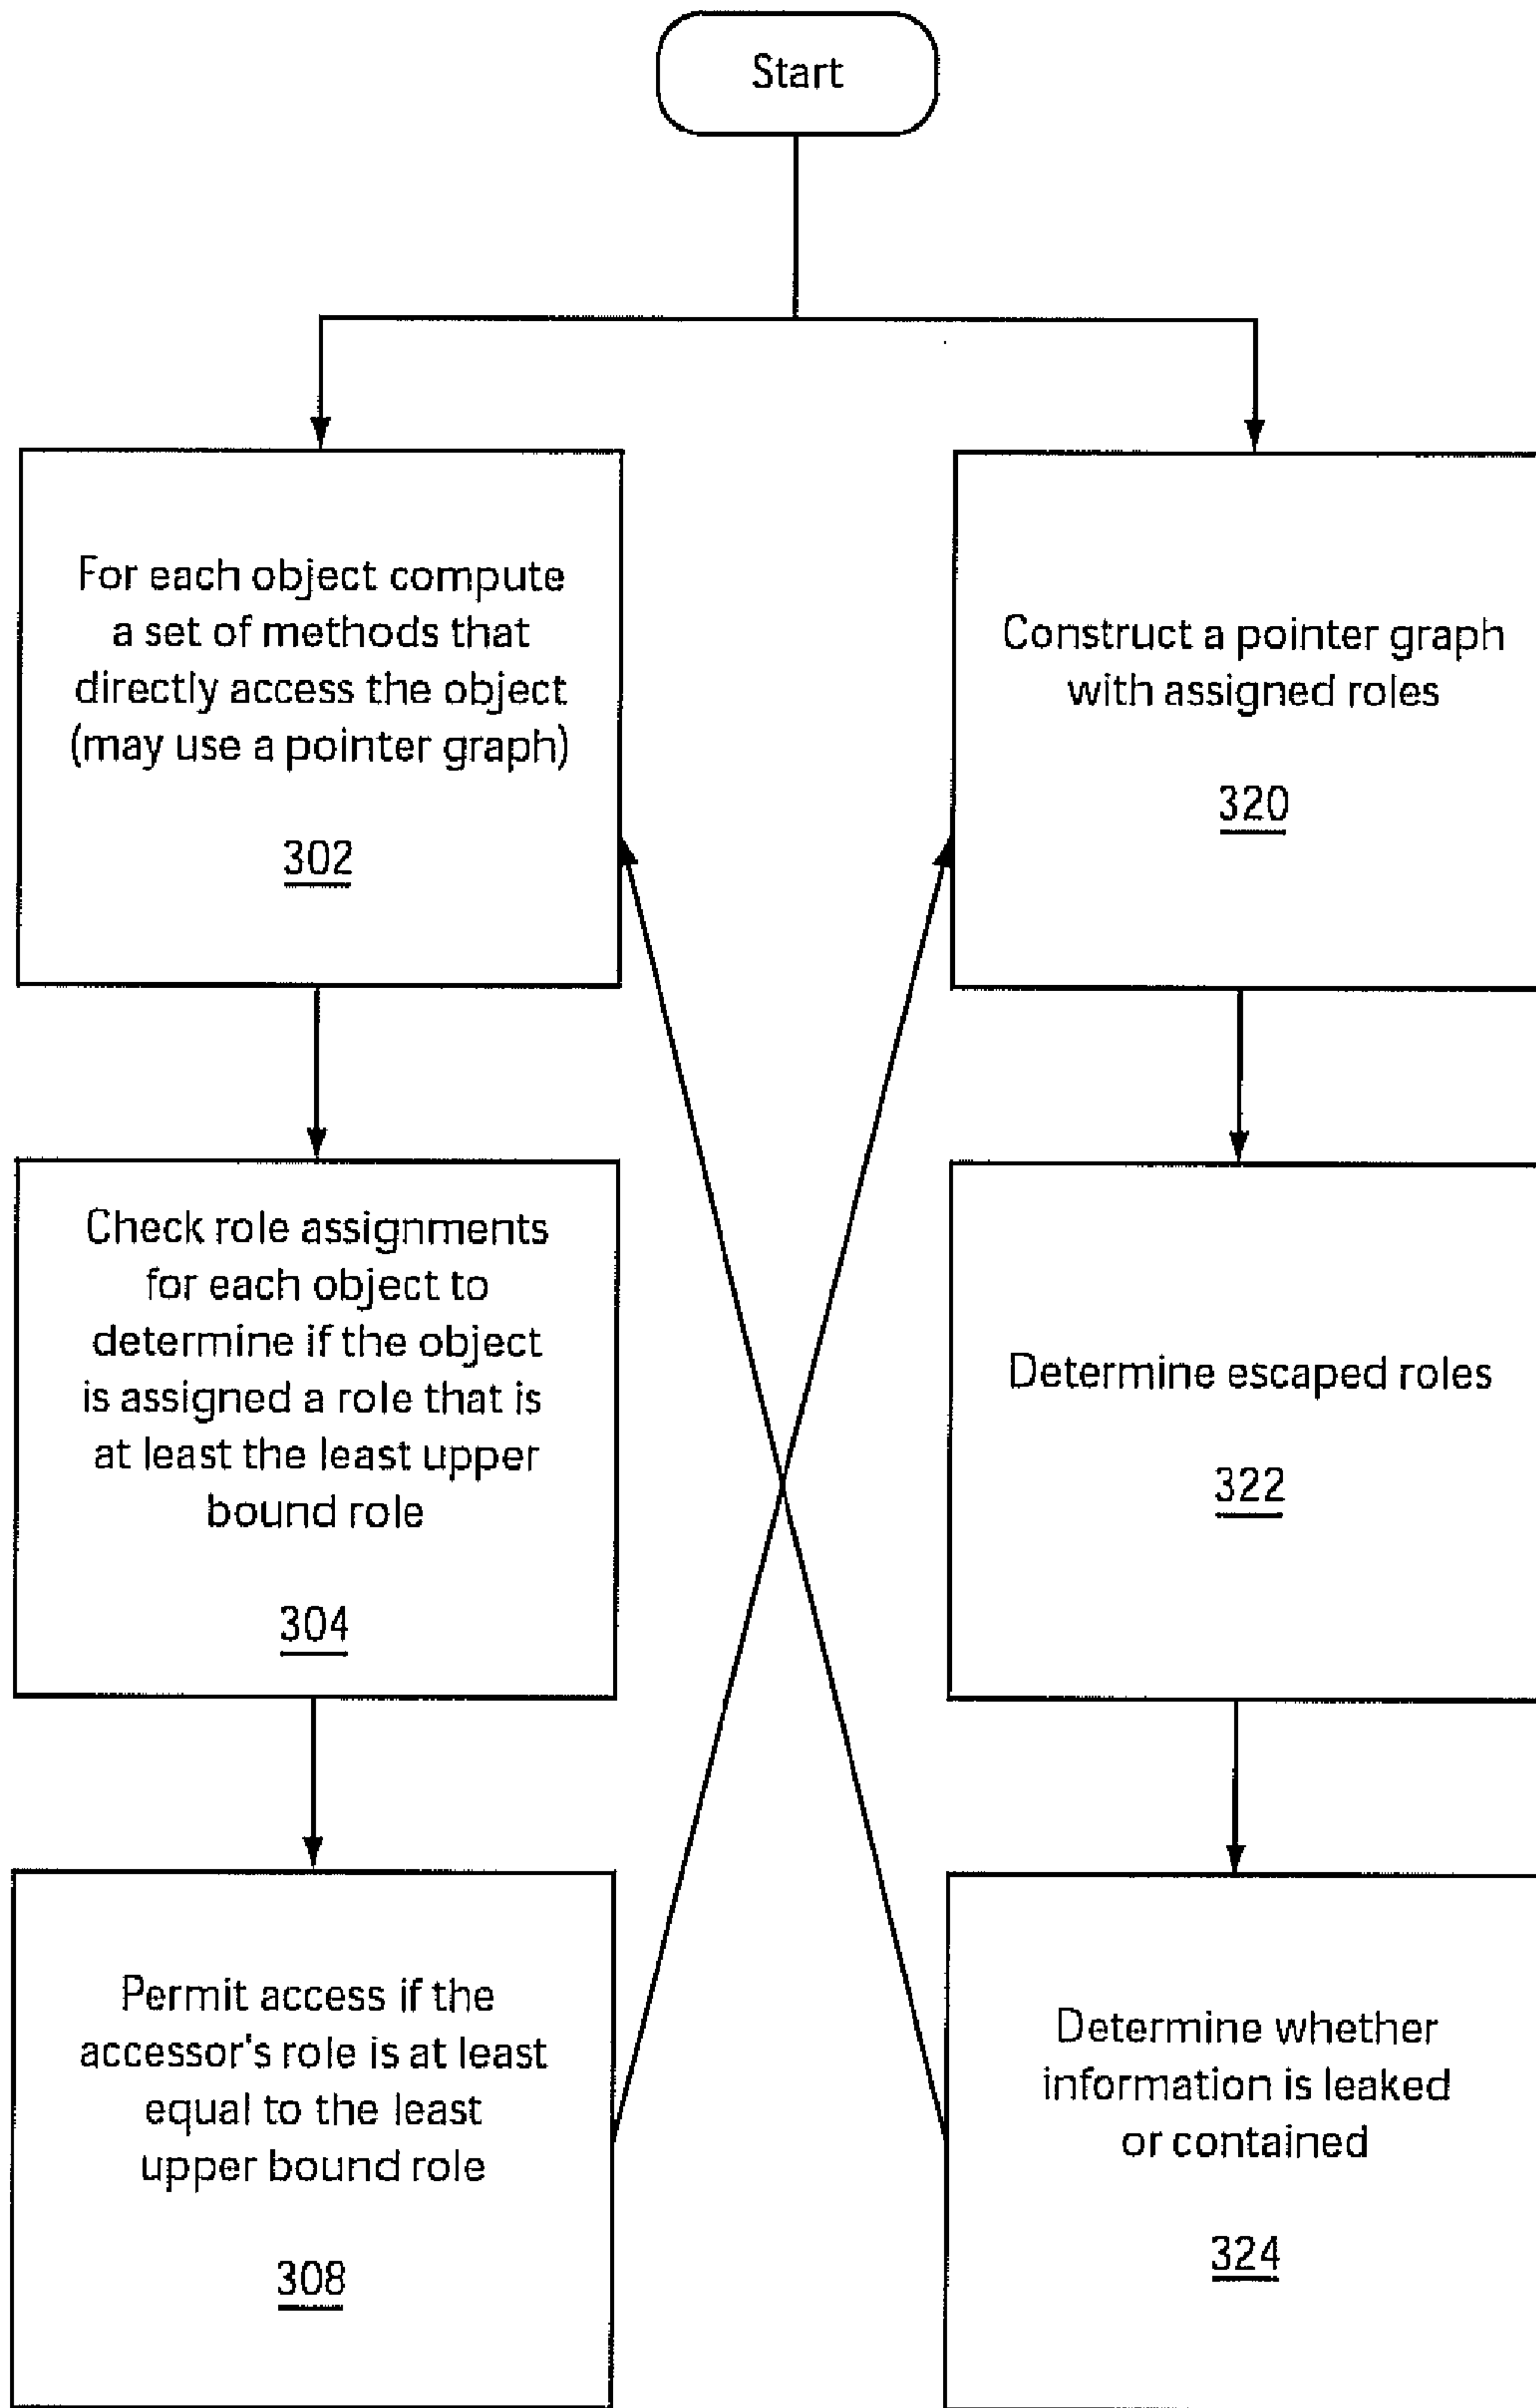 Start
For each object compute
a set of methods that
directly access the object
(may use a pointer graph)
302
Construct a pointer graph
with assigned roles
320
Check role assignments
for each object to
determine if the object
is assigned a role that is
at least the least upper
bound role
304
Determine escaped roles
322
Permit access if the
accessor's role is at least
equal to the least
upper bound role
308
Determine whether
information is leaked
or contained
324